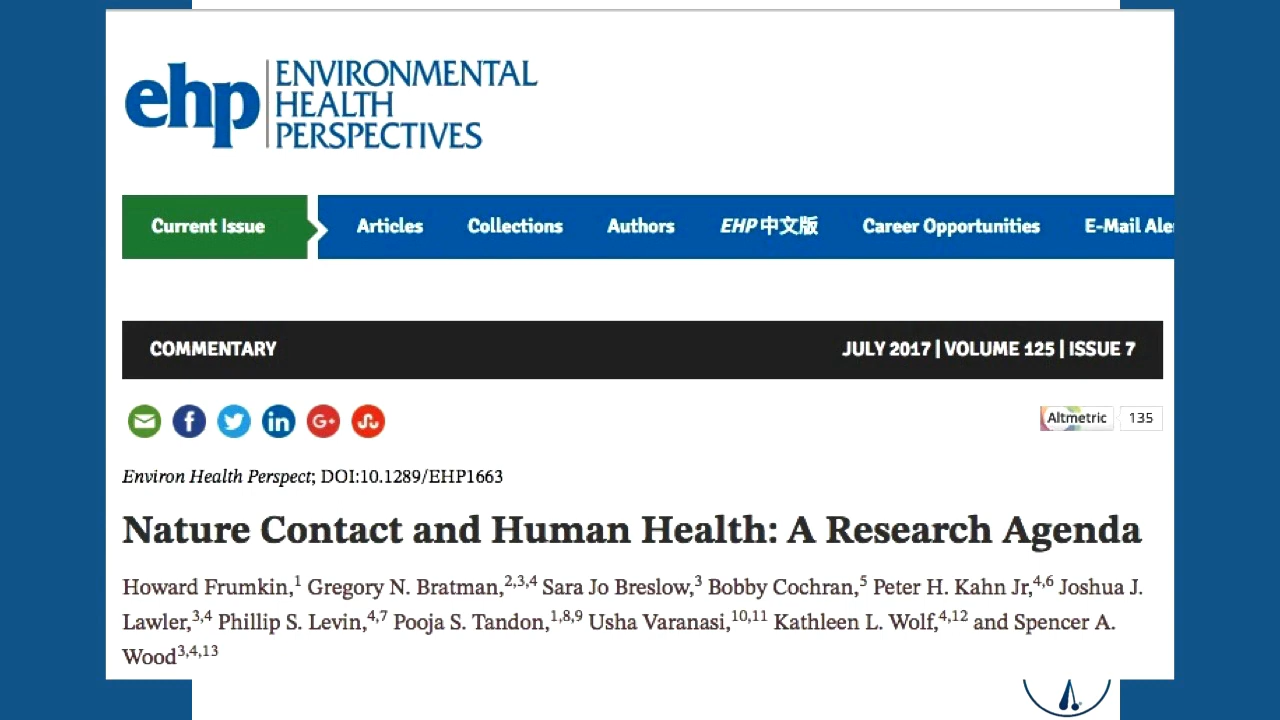 ehp ENVIRONMENTAL
HEALTH
PERSPECTIVES
Current Issue Articles Collections Authors EHP 中文版 Career Opportunities E-Mail Ale
COMMENTARY JULY 2017 | VOLUME 125 | ISSUE 7
Altmetric 135
Environ Health Perspect; DOI:10.1289/EHP1663
Nature Contact and Human Health: A Research Agenda
Howard Frumkin,1 Gregory N. Bratman,2,3,4 Sara Jo Breslow,3 Bobby Cochran,5 Peter H. Kahn Jr,4,6 Joshua J.
Lawler,3,4 Phillip S. Levin,4,7 Pooja S. Tandon,1,8,9 Usha Varanasi,10,11 Kathleen L. Wolf,4,12 and Spencer A.
Wood3,4,13